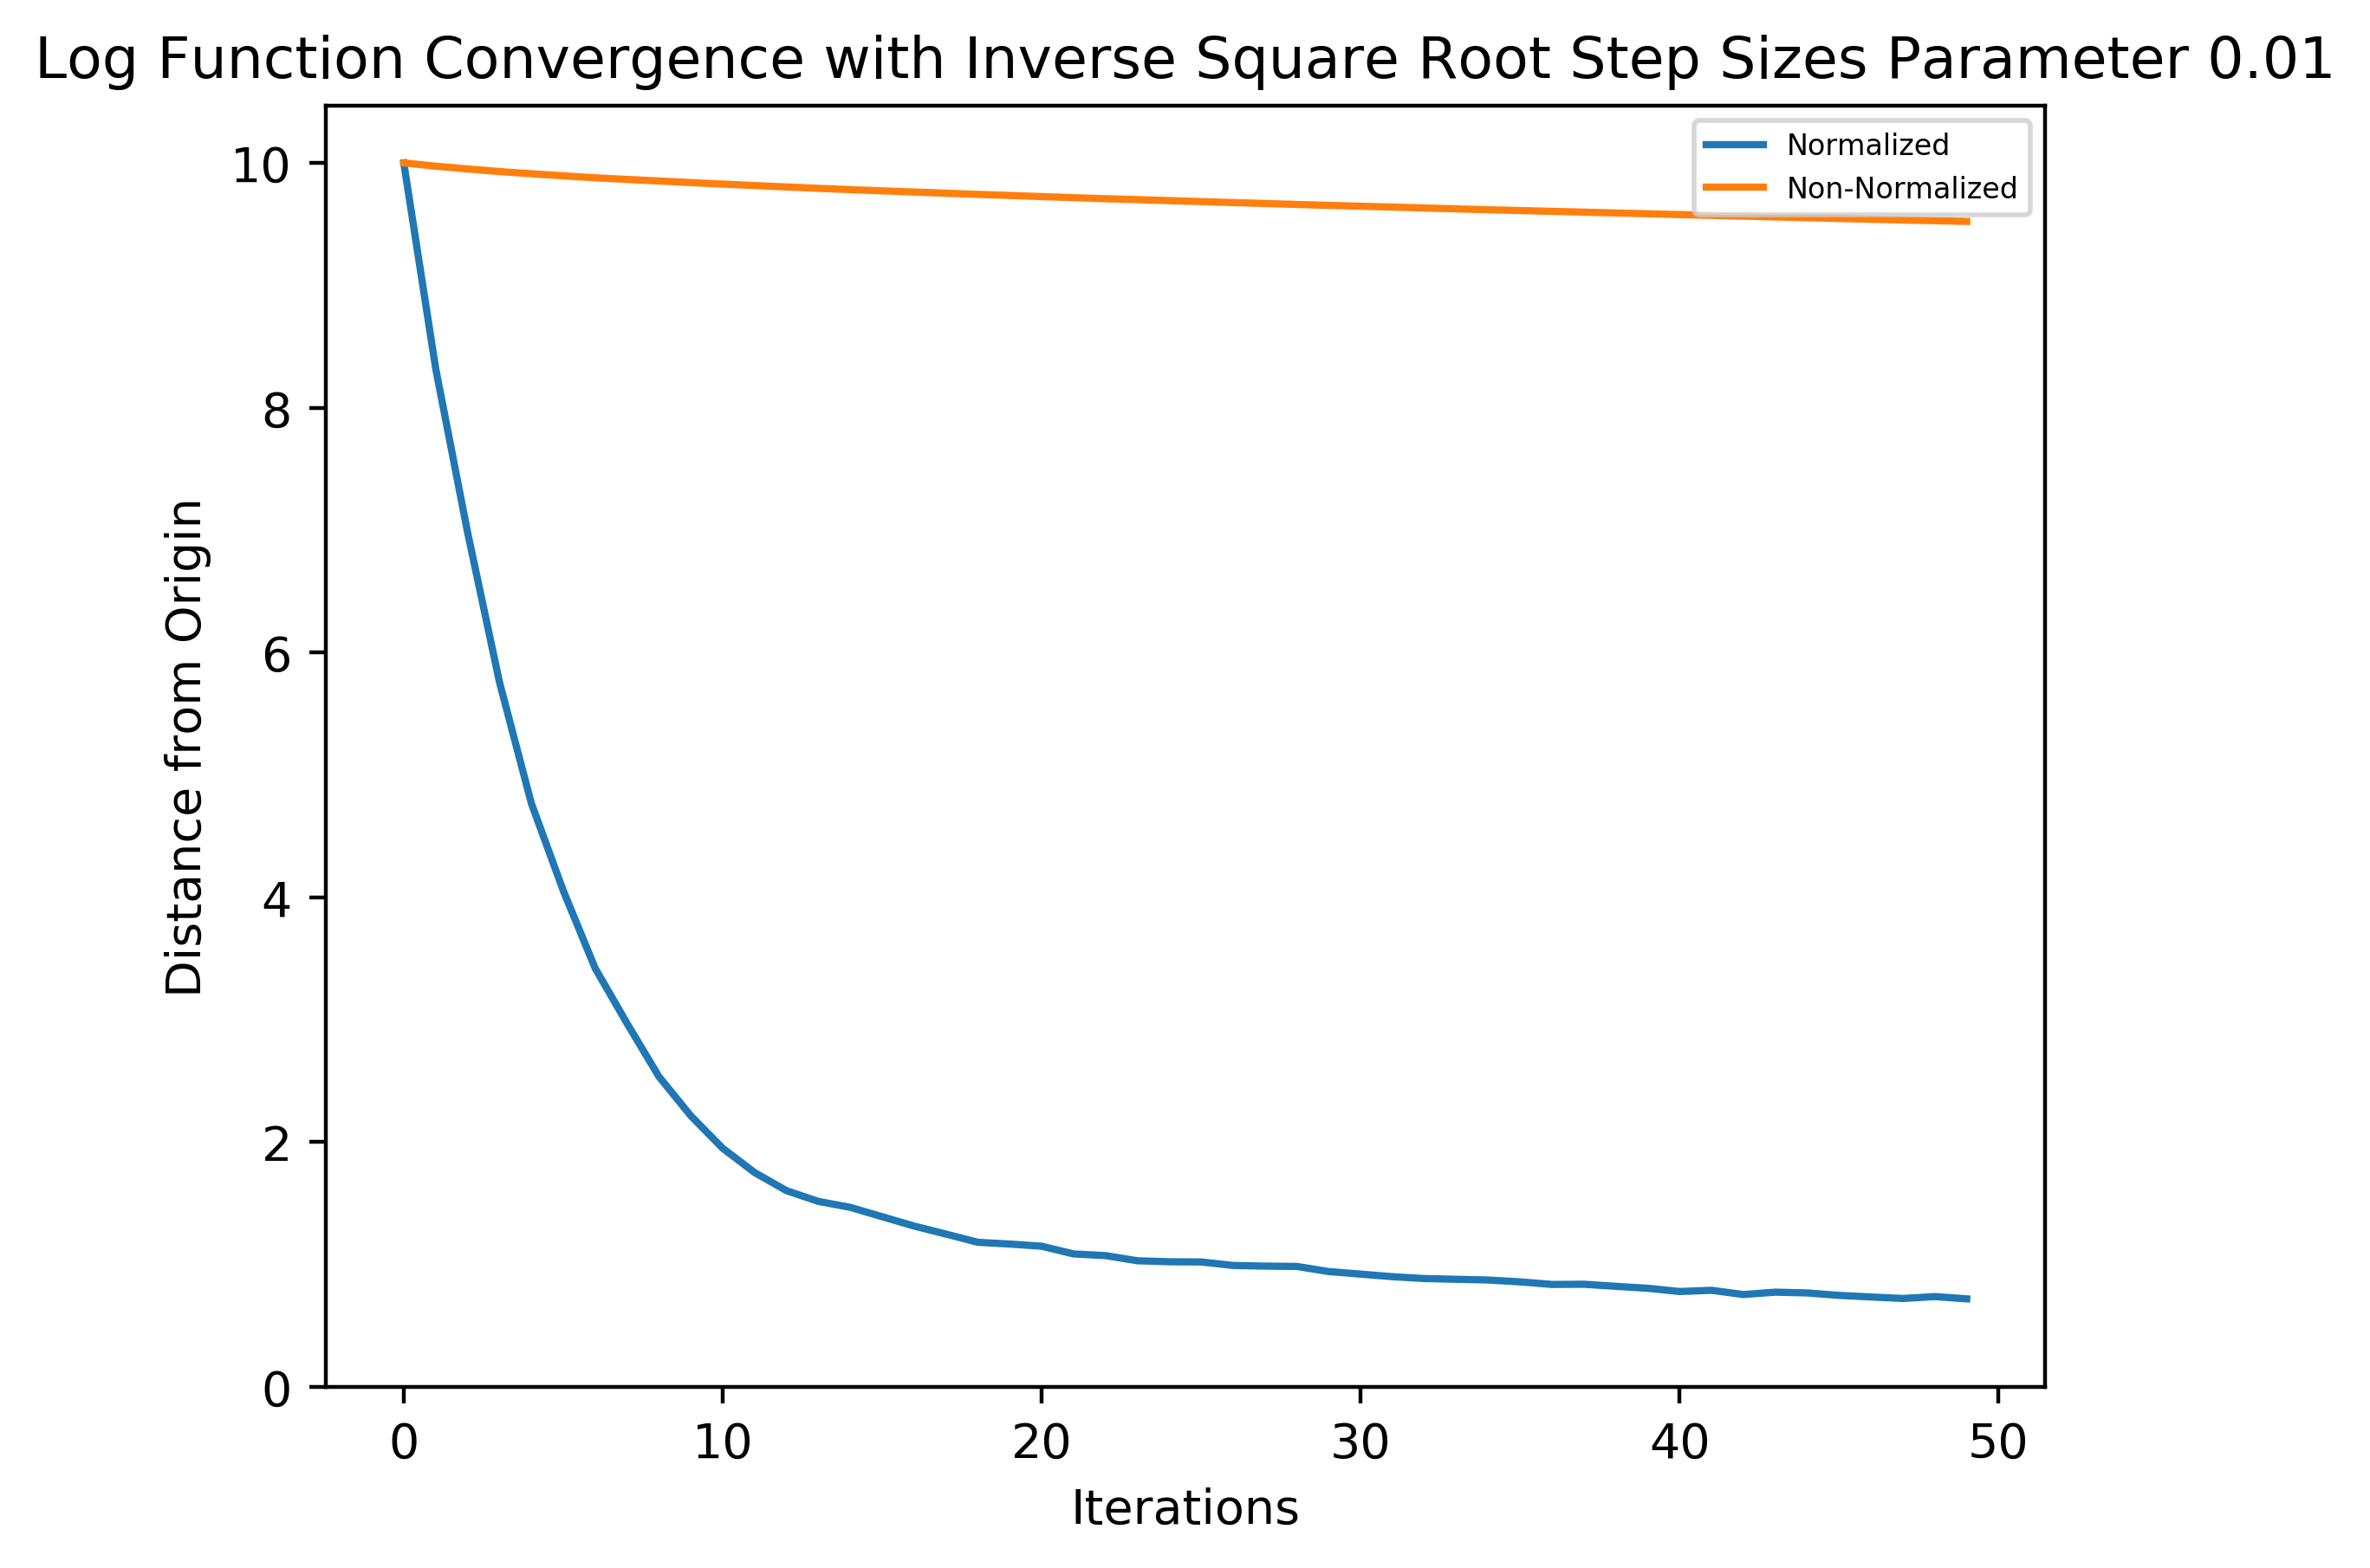 Log Function Convergence with Inverse Square Root Step Sizes Parameter 0.01
Normalized
Non-Normalized
Distance from Origin
10
8
6
4
2
0
0 10 20 30 40 50
Iterations